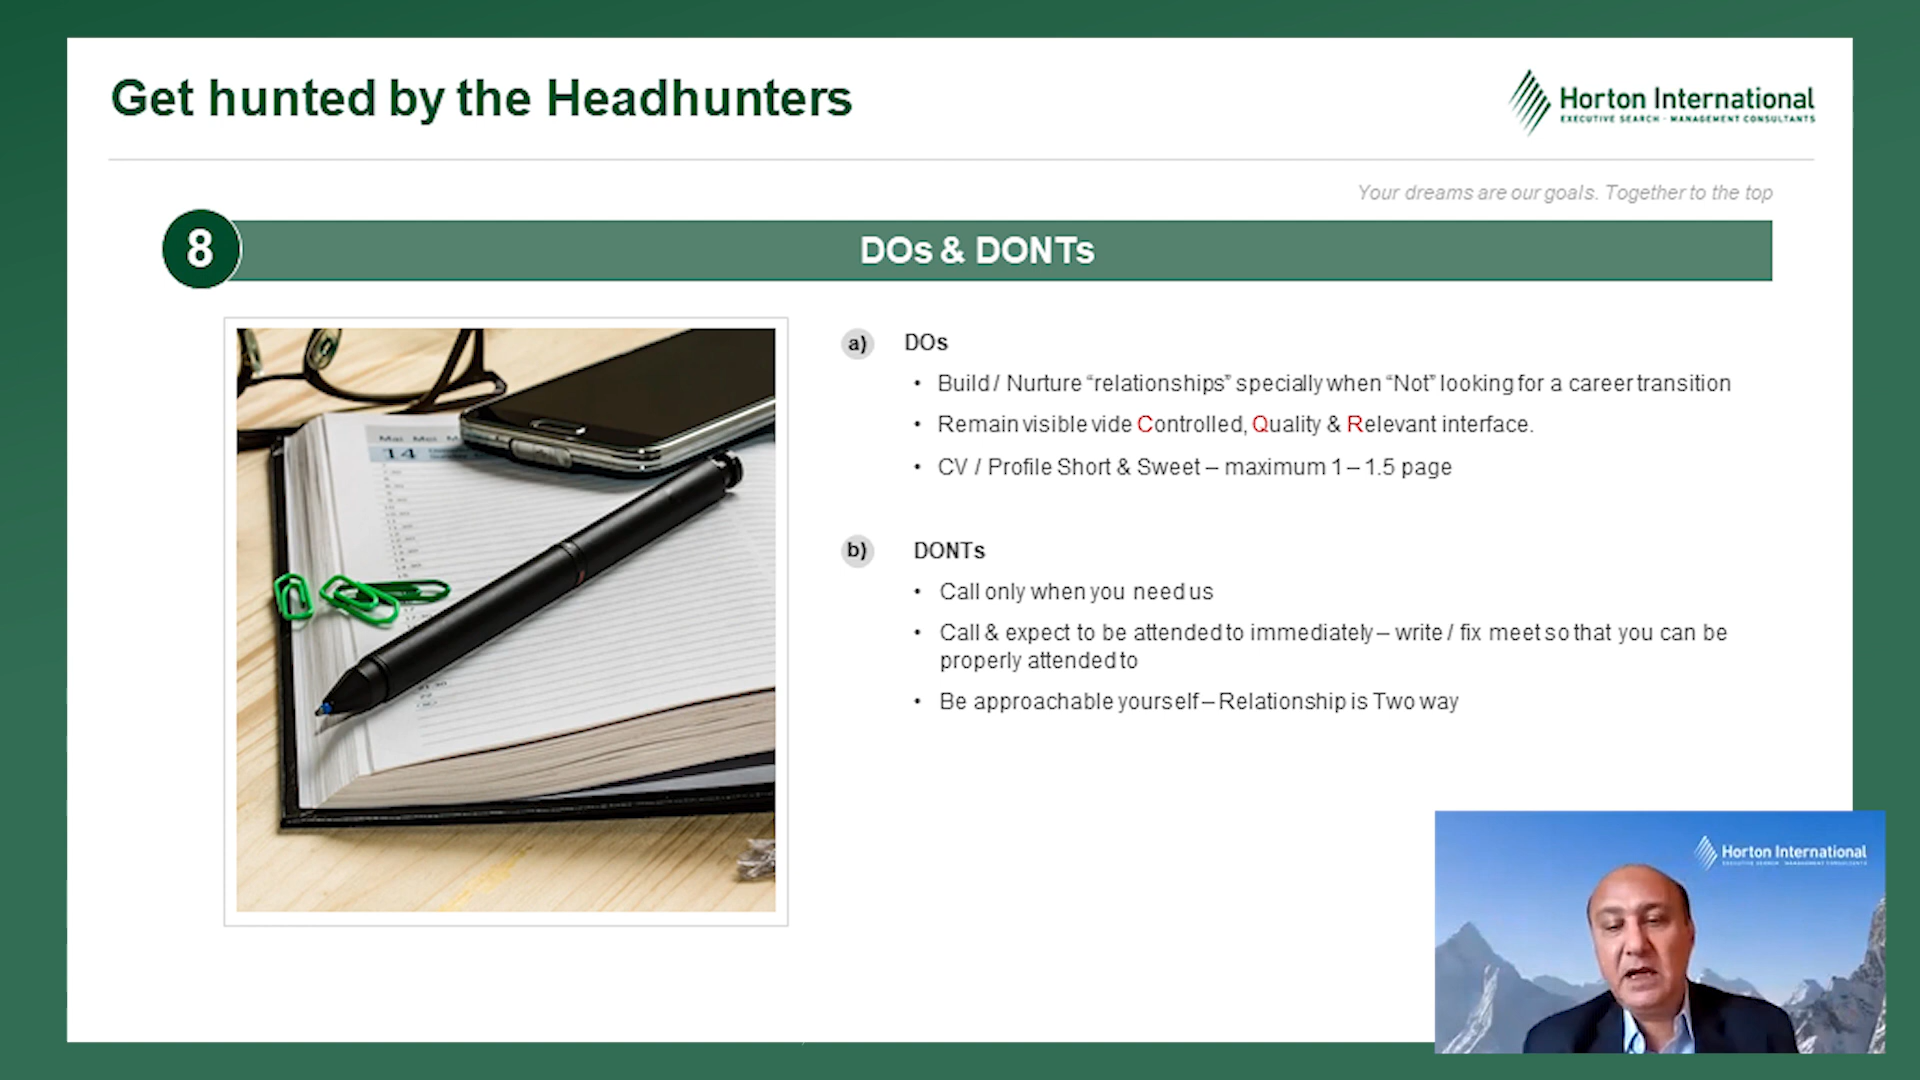 Get hunted by the Headhunters
Horton International
EXECUTIVE SEARCH - MANAGEMENT CONSULTANTS
Your dreams are our goals. Together to the top
8
DOs & DONTs
a) DOs
• Build / Nurture “relationships” specially when “Not” looking for a career transition
• Remain visible vide Controlled, Quality & Relevant interface.
• CV / Profile Short & Sweet – maximum 1 – 1.5 page
b) DONTs
• Call only when you need us
• Call & expect to be attended to immediately – write / fix meet so that you can be
properly attended to
• Be approachable yourself – Relationship is Two way
14
Horton International
EXECUTIVE SEARCH - MANAGEMENT CONSULTANTS